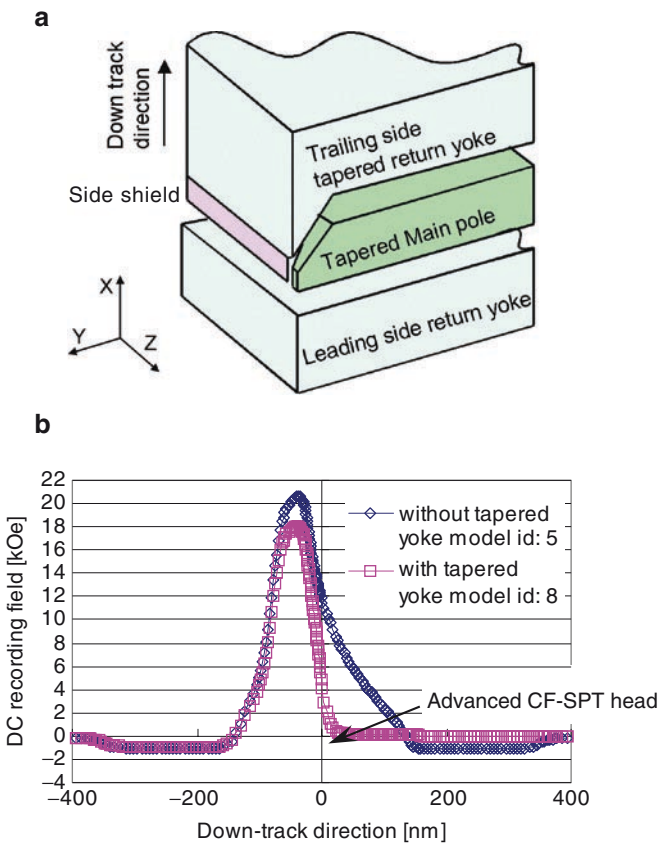 a
Down track
direction
Trailing side
tapered return yoke
Side shield
Tapered Main pole
Leading side return yoke
X
Y
Z
b
DC recording field [kOe]
22
20
18
16
14
12
10
8
6
4
2
0
−2
−4
without tapered
yoke model id: 5
with tapered
yoke model id: 8
Advanced CF-SPT head
−400
−200
0
200
400
Down-track direction [nm]